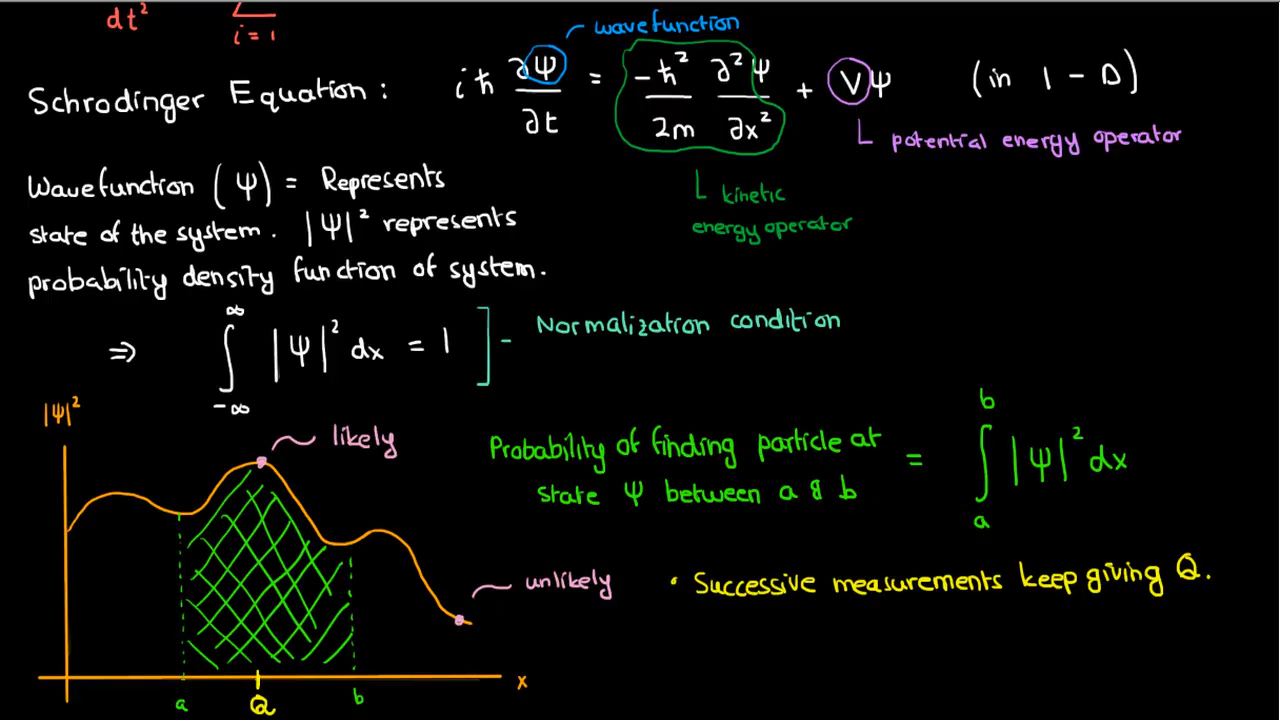 dt²
i=1
wavefunction
Schrodinger Equation : iħ ∂Ψ/∂t = -ħ²/2m ∂²Ψ/∂x² + VΨ (in 1-D)
potential energy operator
kinetic
energy operator
Wavefunction (Ψ) = Represents
state of the system. |Ψ|² represents
probability density function of system.
⇒ ∫_{-∞}^{∞} |Ψ|² dx = 1 ] - Normalization condition
|Ψ|²
likely
Probability of finding particle at
state Ψ between a & b
= ∫_a^b |Ψ|² dx
unlikely
• Successive measurements keep giving Q.
x
a Q b